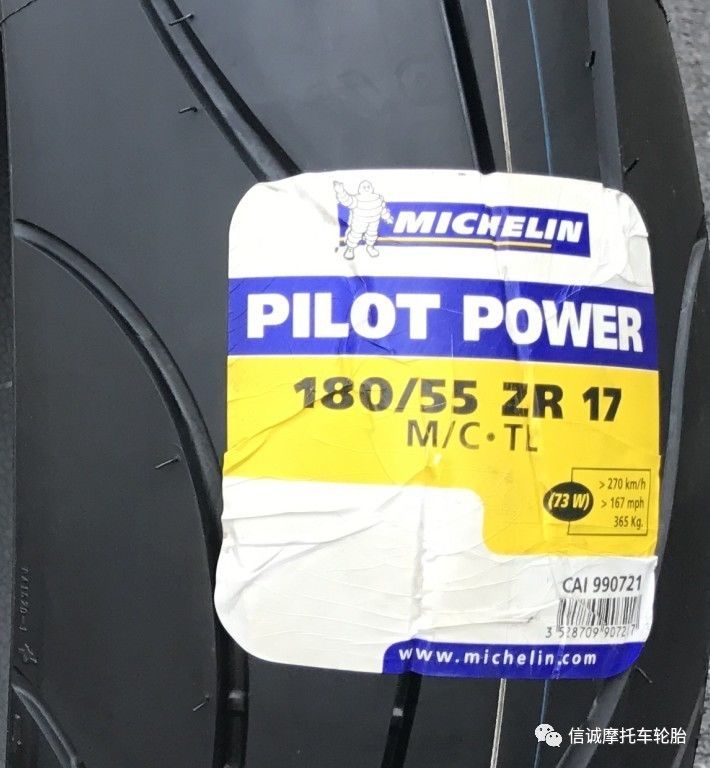 MICHELIN
PILOT POWER
180/55 ZR 17
M/C·TL
(73 W)
> 270 km/h
> 167 mph
365 Kg.
CAI 990721
3 528709 907217
www.michelin.com
信诚摩托车轮胎